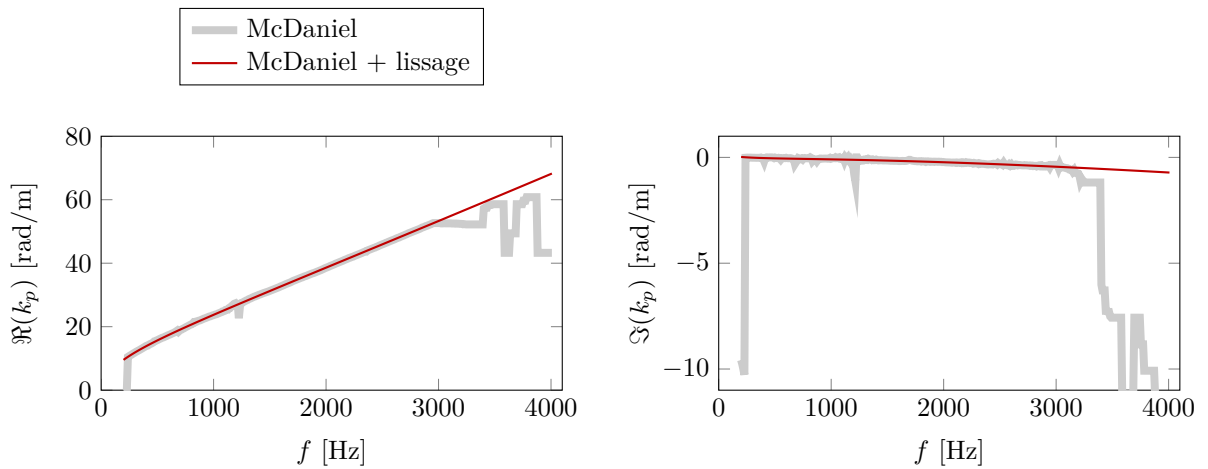 McDaniel
McDaniel + lissage
80
60
40
20
0
0 1000 2000 3000 4000
ℜ(k_p) [rad/m]
f [Hz]
0
−5
−10
0 1000 2000 3000 4000
ℑ(k_p) [rad/m]
f [Hz]